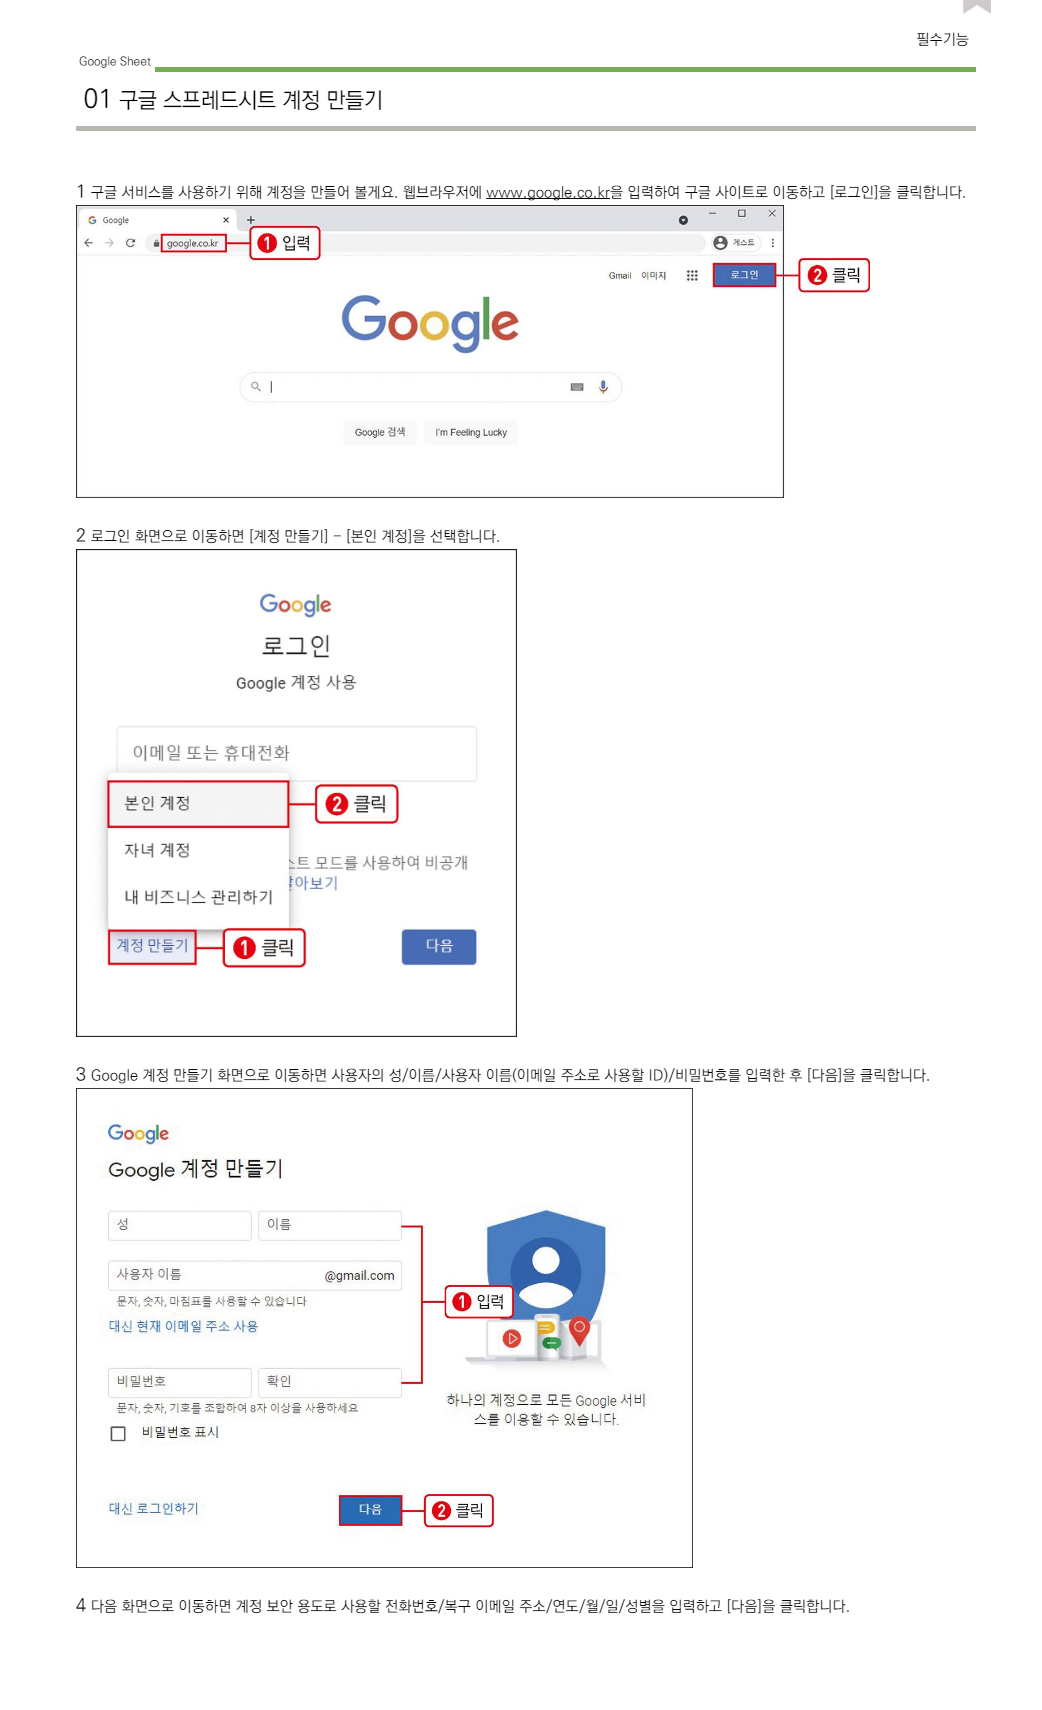 필수기능
Google Sheet
01 구글 스프레드시트 계정 만들기
1 구글 서비스를 사용하기 위해 계정을 만들어 볼게요. 웹브라우저에 www.google.co.kr을 입력하여 구글 사이트로 이동하고 [로그인]을 클릭합니다.
G Google × +
google.co.kr 1 입력 게스트
Gmail 이미지 로그인 2 클릭
Google
Google 검색 I'm Feeling Lucky
2 로그인 화면으로 이동하면 [계정 만들기] - [본인 계정]을 선택합니다.
Google
로그인
Google 계정 사용
이메일 또는 휴대전화
본인 계정 2 클릭
자녀 계정
스트 모드를 사용하여 비공개
알아보기
내 비즈니스 관리하기
계정 만들기 1 클릭 다음
3 Google 계정 만들기 화면으로 이동하면 사용자의 성/이름/사용자 이름(이메일 주소로 사용할 ID)/비밀번호를 입력한 후 [다음]을 클릭합니다.
Google
Google 계정 만들기
성 이름
사용자 이름 @gmail.com
1 입력
문자, 숫자, 마침표를 사용할 수 있습니다
대신 현재 이메일 주소 사용
비밀번호 확인
문자, 숫자, 기호를 조합하여 8자 이상을 사용하세요
비밀번호 표시
하나의 계정으로 모든 Google 서비
스를 이용할 수 있습니다.
대신 로그인하기 다음 2 클릭
4 다음 화면으로 이동하면 계정 보안 용도로 사용할 전화번호/복구 이메일 주소/연도/월/일/성별을 입력하고 [다음]을 클릭합니다.